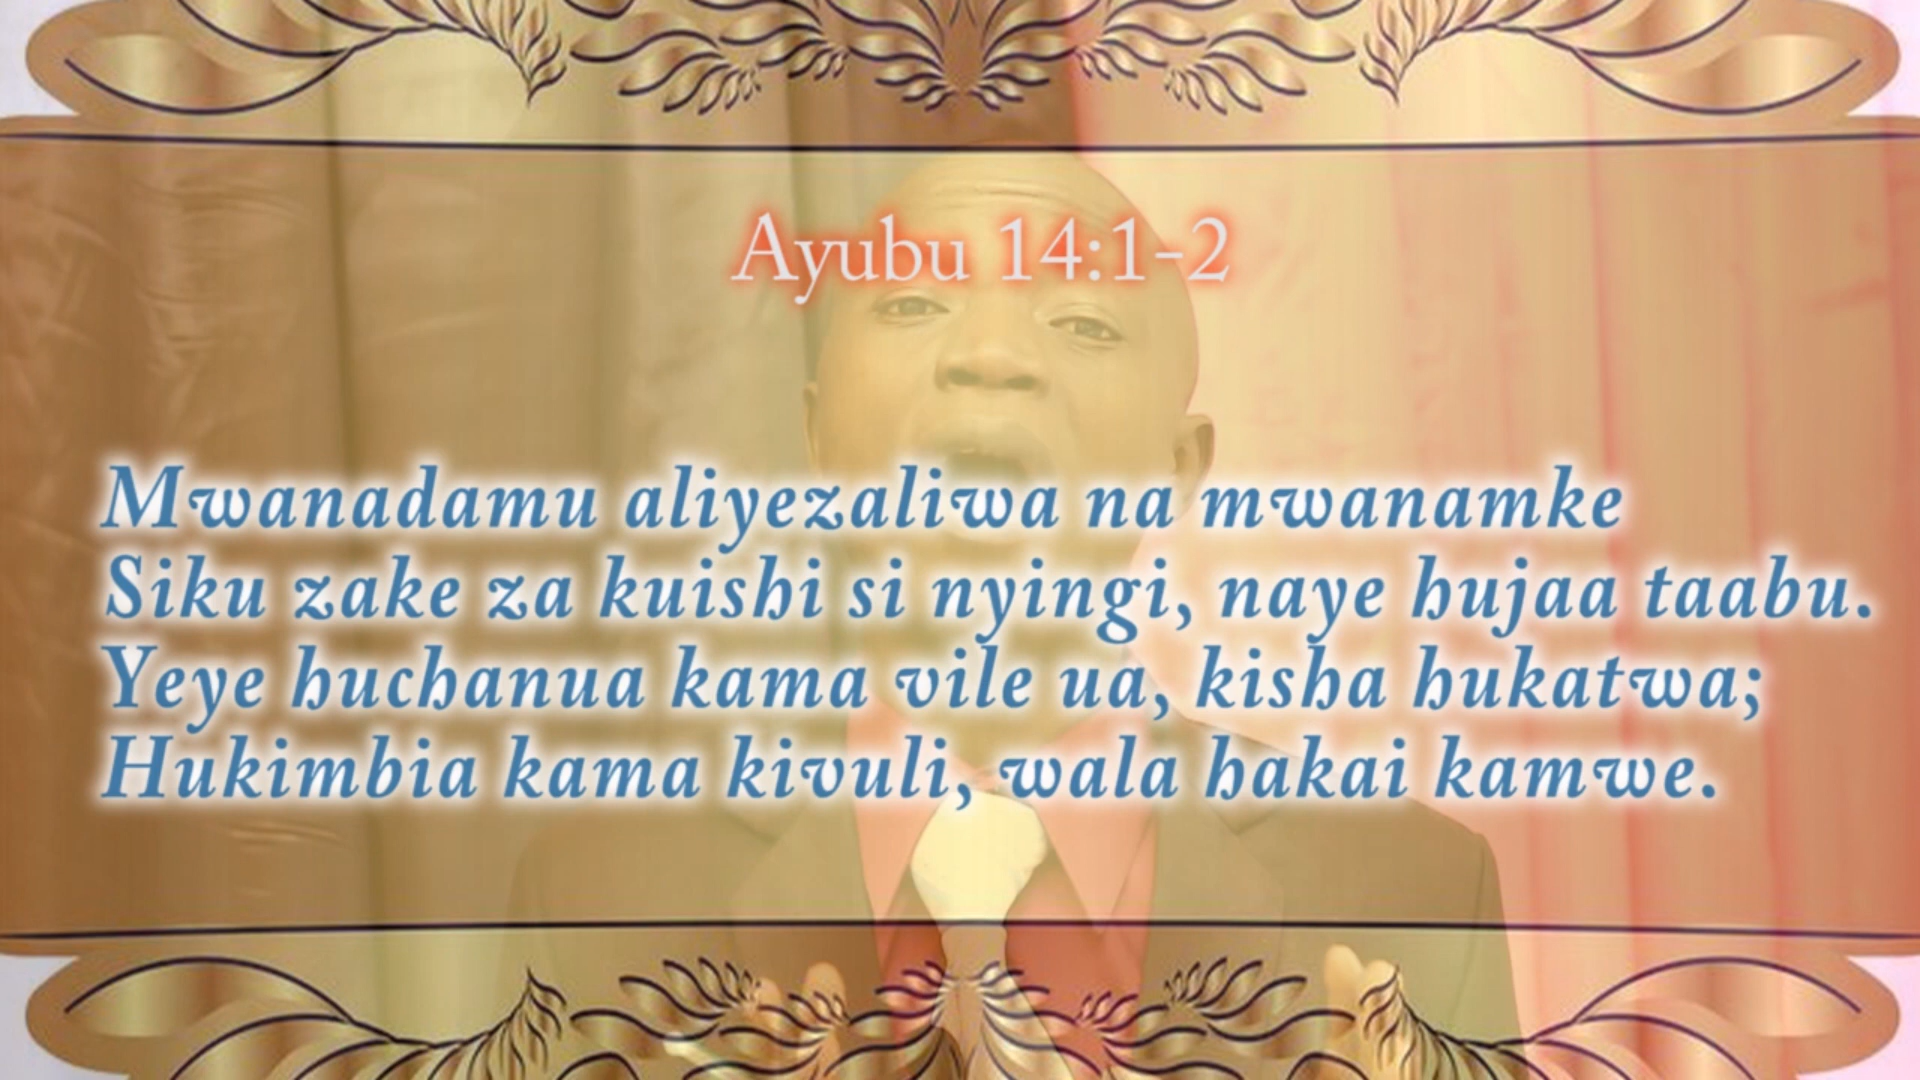 Ayubu 14:1-2
Mwanadamu aliyezaliwa na mwanamke
Siku zake za kuishi si nyingi, naye hujaa taabu.
Yeye huchanua kama vile ua, kisha hukatwa;
Hukimbia kama kivuli, wala hakai kamwe.